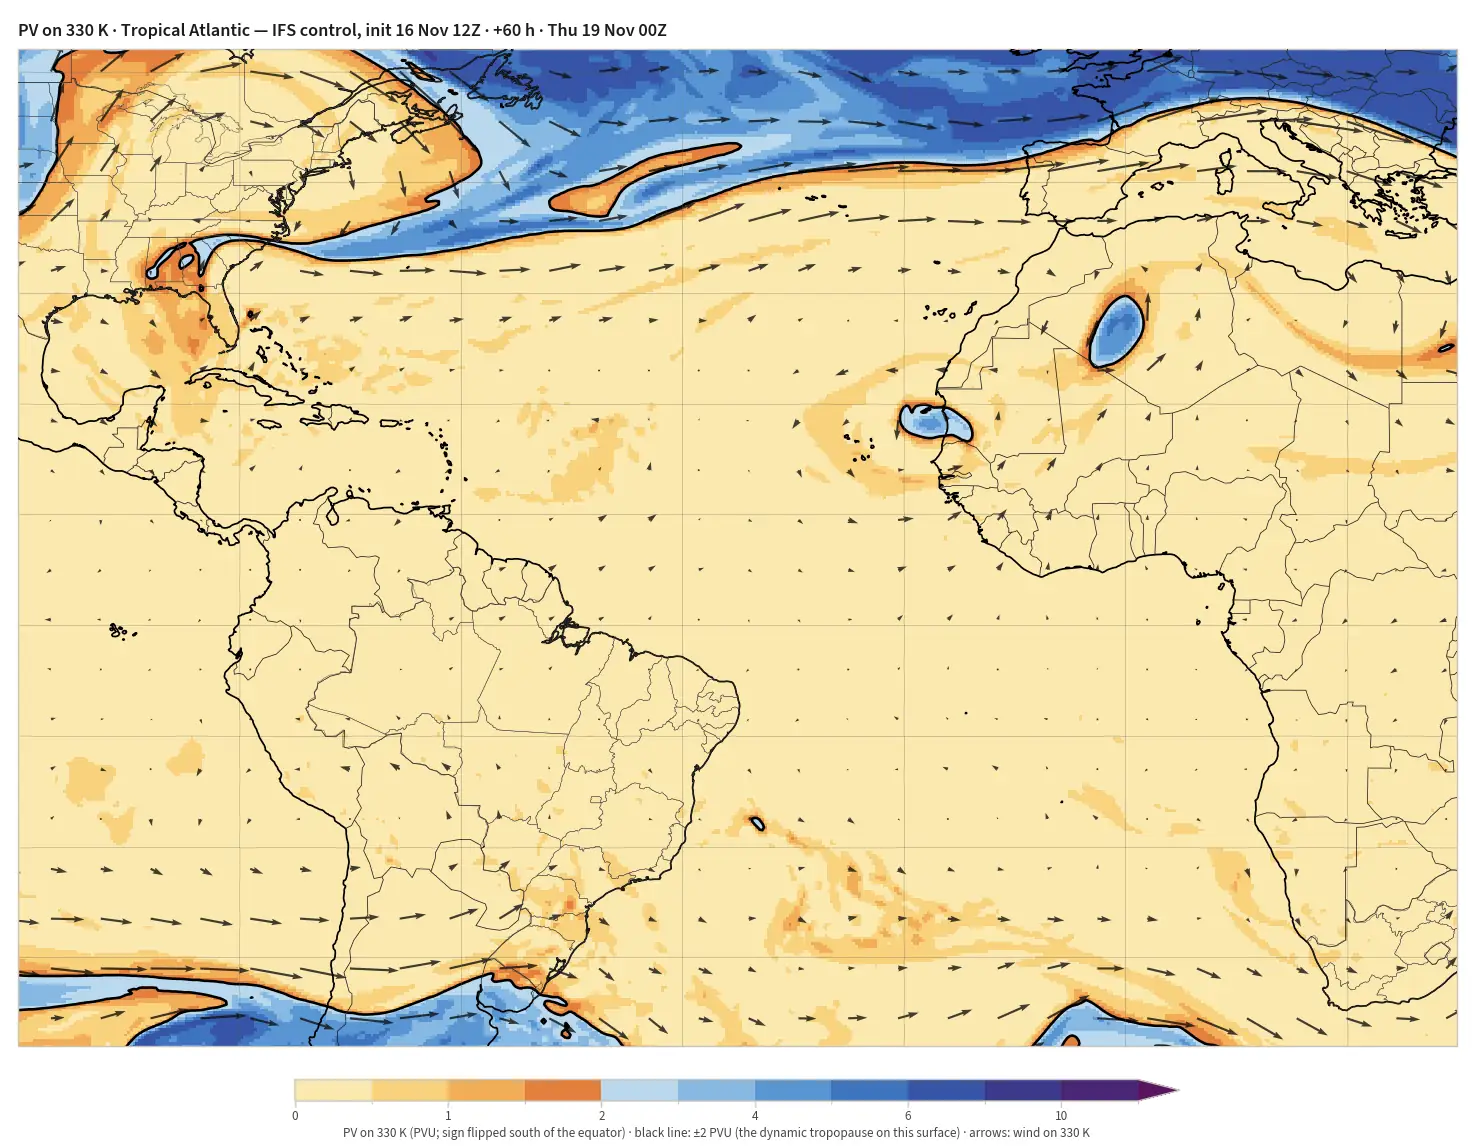 PV on 330 K · Tropical Atlantic — IFS control, init 16 Nov 12Z · +60 h · Thu 19 Nov 00Z
0 1 2 4 6 10
PV on 330 K (PVU; sign flipped south of the equator) · black line: ±2 PVU (the dynamic tropopause on this surface) · arrows: wind on 330 K